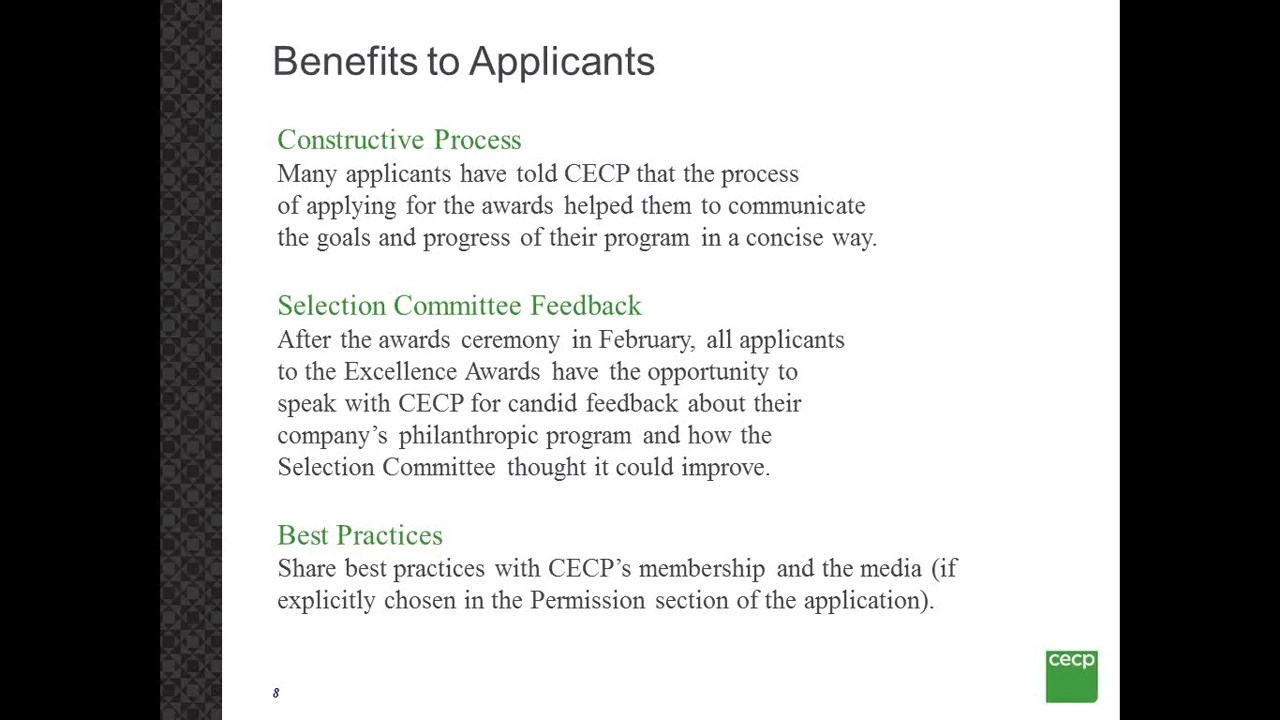 Benefits to Applicants
Constructive Process
Many applicants have told CECP that the process
of applying for the awards helped them to communicate
the goals and progress of their program in a concise way.
Selection Committee Feedback
After the awards ceremony in February, all applicants
to the Excellence Awards have the opportunity to
speak with CECP for candid feedback about their
company’s philanthropic program and how the
Selection Committee thought it could improve.
Best Practices
Share best practices with CECP’s membership and the media (if
explicitly chosen in the Permission section of the application).
cecp
8